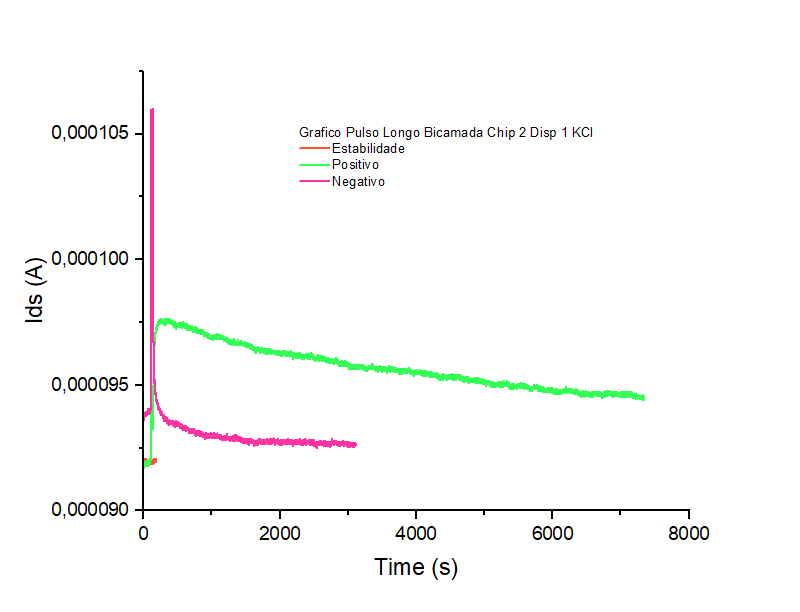 Grafico Pulso Longo Bicamada Chip 2 Disp 1 KCl
Estabilidade
Positivo
Negativo
Ids (A)
0,000105
0,000100
0,000095
0,000090
0
2000
4000
6000
8000
Time (s)